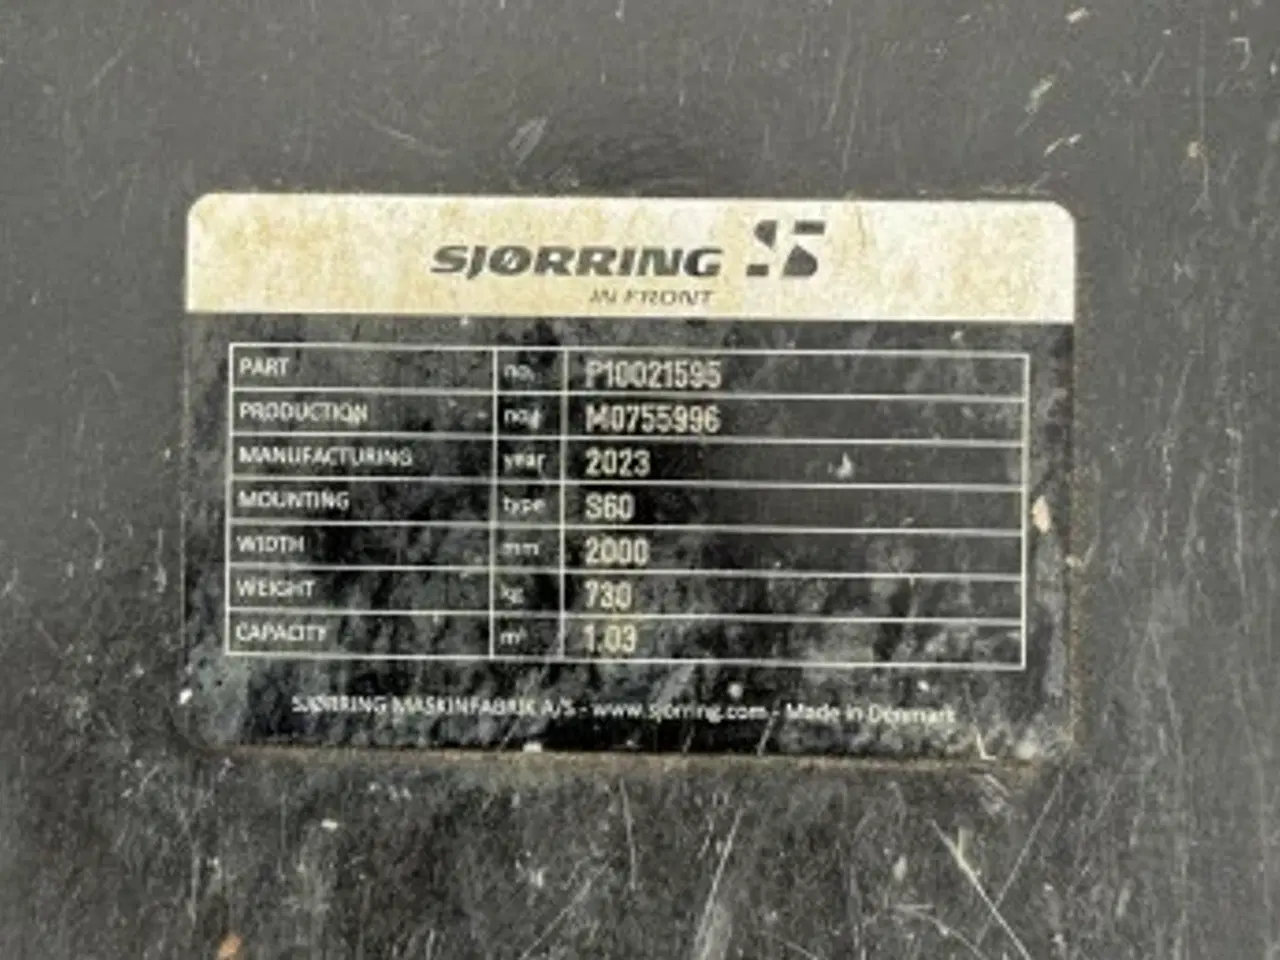 SJØRRING
IN FRONT
PART no. P10021595
PRODUCTION no. M0755996
MANUFACTURING year 2023
MOUNTING type S60
WIDTH mm 2000
WEIGHT kg 730
CAPACITY m³ 1.03
SJØRRING MASKINFABRIK A/S - www.sjorring.com - Made in Denmark